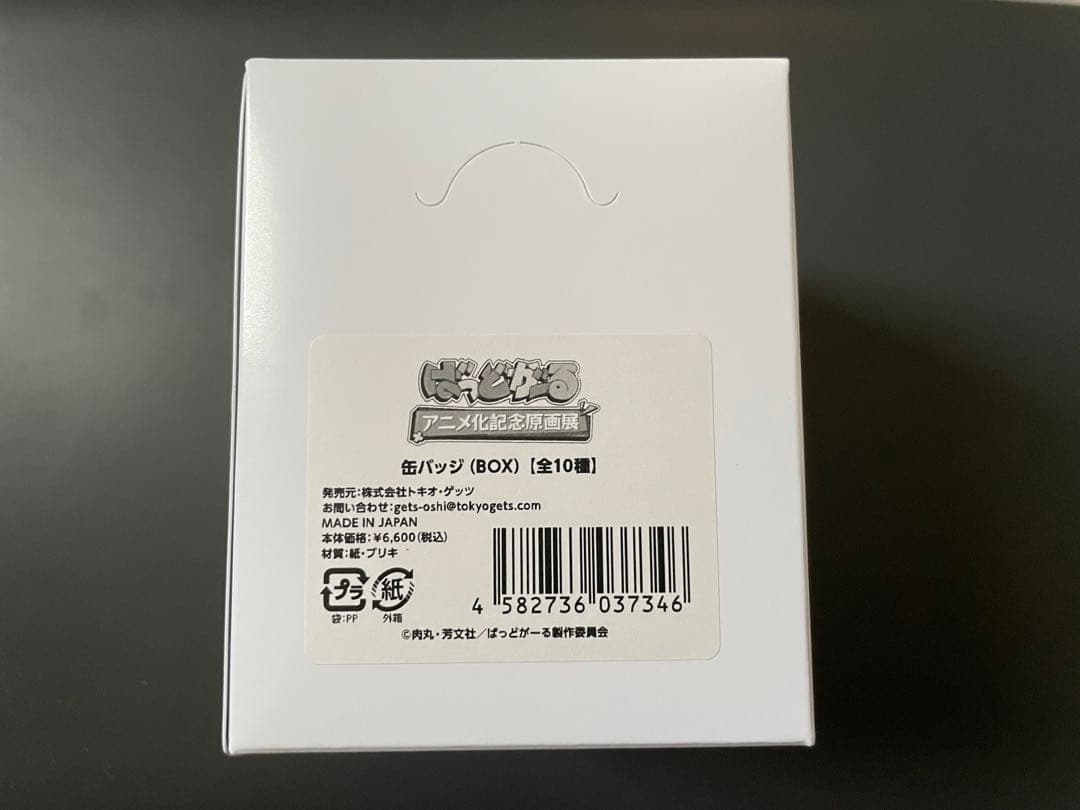 ばっどがーる
アニメ化記念原画展
缶バッジ(BOX)【全10種】
発売元:株式会社トキオ・ゲッツ
お問い合わせ:gets-oshi@tokyogets.com
MADE IN JAPAN
本体価格:¥6,600(税込)
材質:紙・ブリキ
プラ
紙
袋:PP
外箱
4 582736 037346
©肉丸・芳文社/ばっどがーる製作委員会